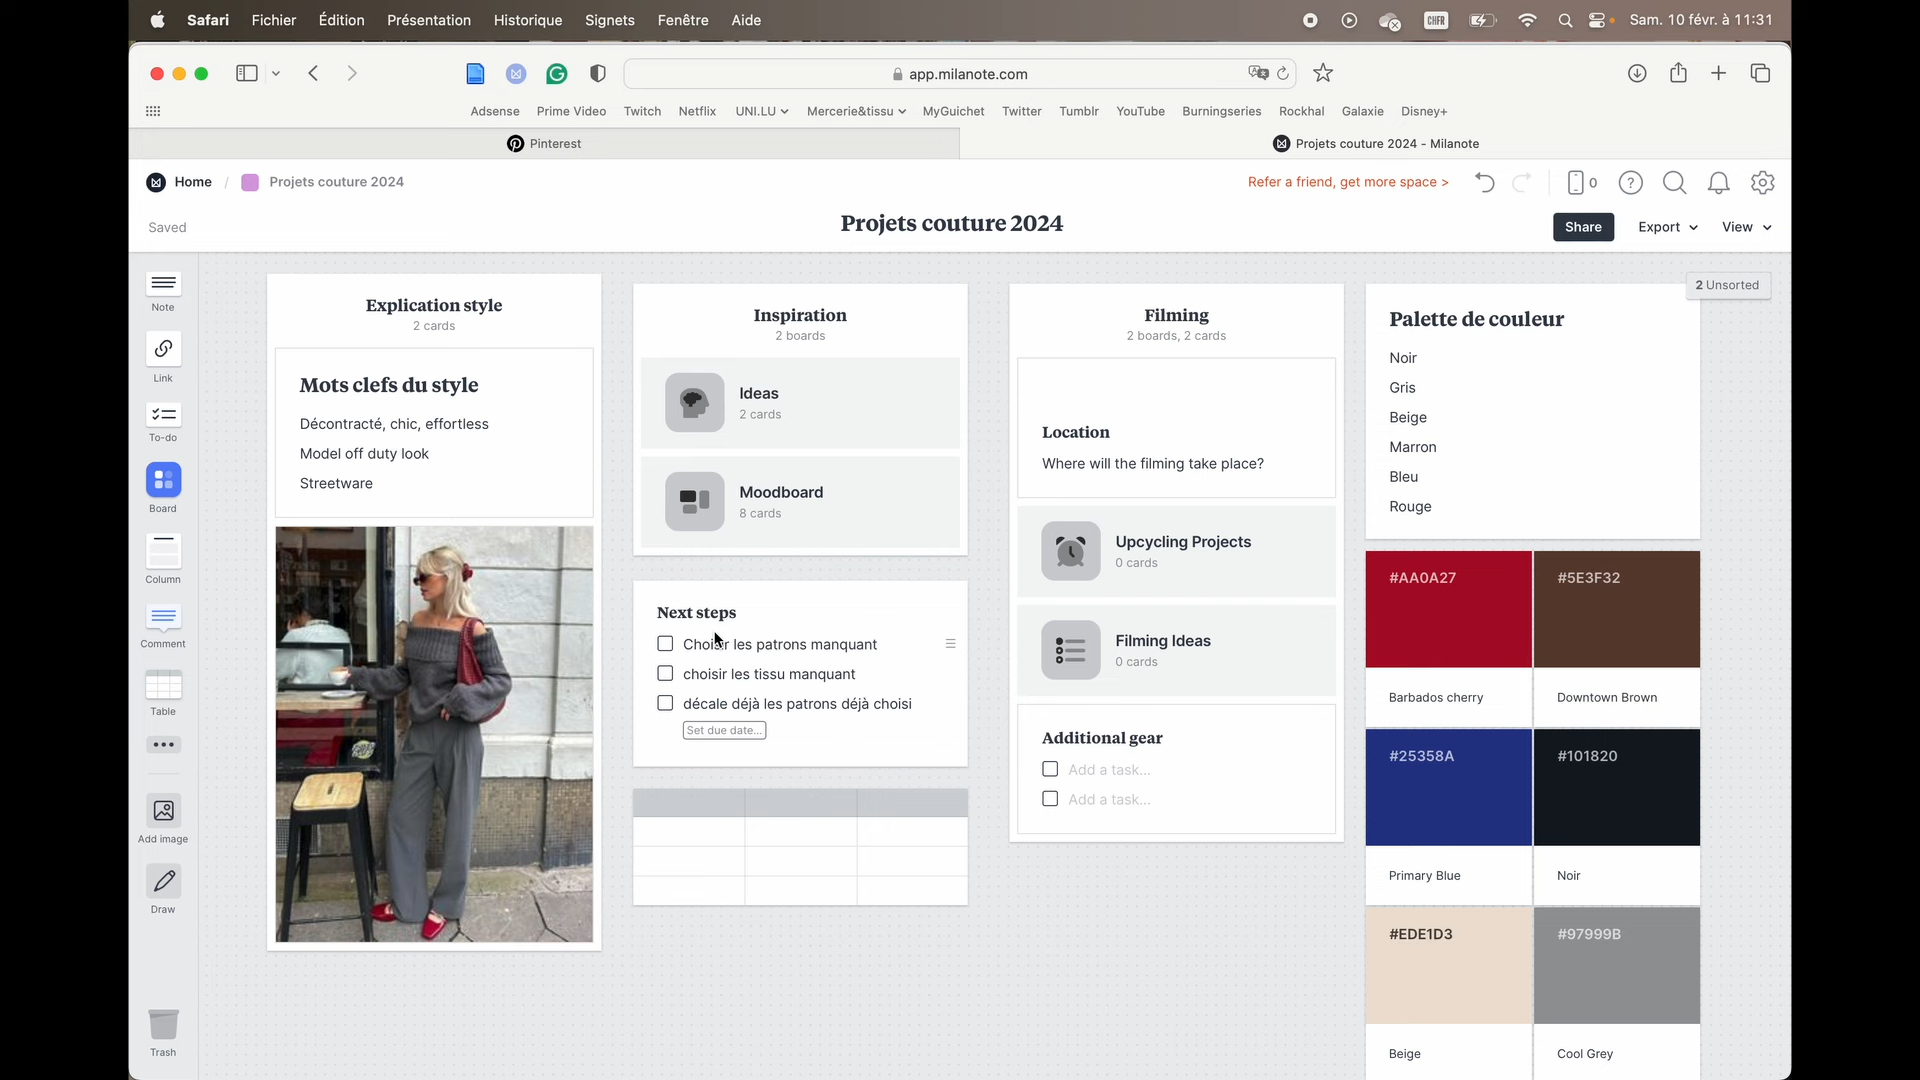 Safari Fichier Édition Présentation Historique Signets Fenêtre Aide
CHFR
Sam. 10 févr. à 11:31
app.milanote.com
Adsense Prime Video Twitch Netflix UNI.LU Mercerie&tissu MyGuichet Twitter Tumblr YouTube Burningseries Rockhal Galaxie Disney+
Pinterest
Projets couture 2024 - Milanote
Home / Projets couture 2024
Refer a friend, get more space >
0
Saved
Projets couture 2024
Share
Export
View
Note
Link
To-do
Board
Column
Comment
Table
Add image
Draw
Trash
Explication style
2 cards
Mots clefs du style
Décontracté, chic, effortless
Model off duty look
Streetware
Inspiration
2 boards
Ideas
2 cards
Moodboard
8 cards
Next steps
Choisir les patrons manquant
choisir les tissu manquant
décale déjà les patrons déjà choisi
Set due date...
Filming
2 boards, 2 cards
Location
Where will the filming take place?
Upcycling Projects
0 cards
Filming Ideas
0 cards
Additional gear
Add a task...
Add a task...
2 Unsorted
Palette de couleur
Noir
Gris
Beige
Marron
Bleu
Rouge
#AA0A27
#5E3F32
Barbados cherry
Downtown Brown
#25358A
#101820
Primary Blue
Noir
#EDE1D3
#97999B
Beige
Cool Grey